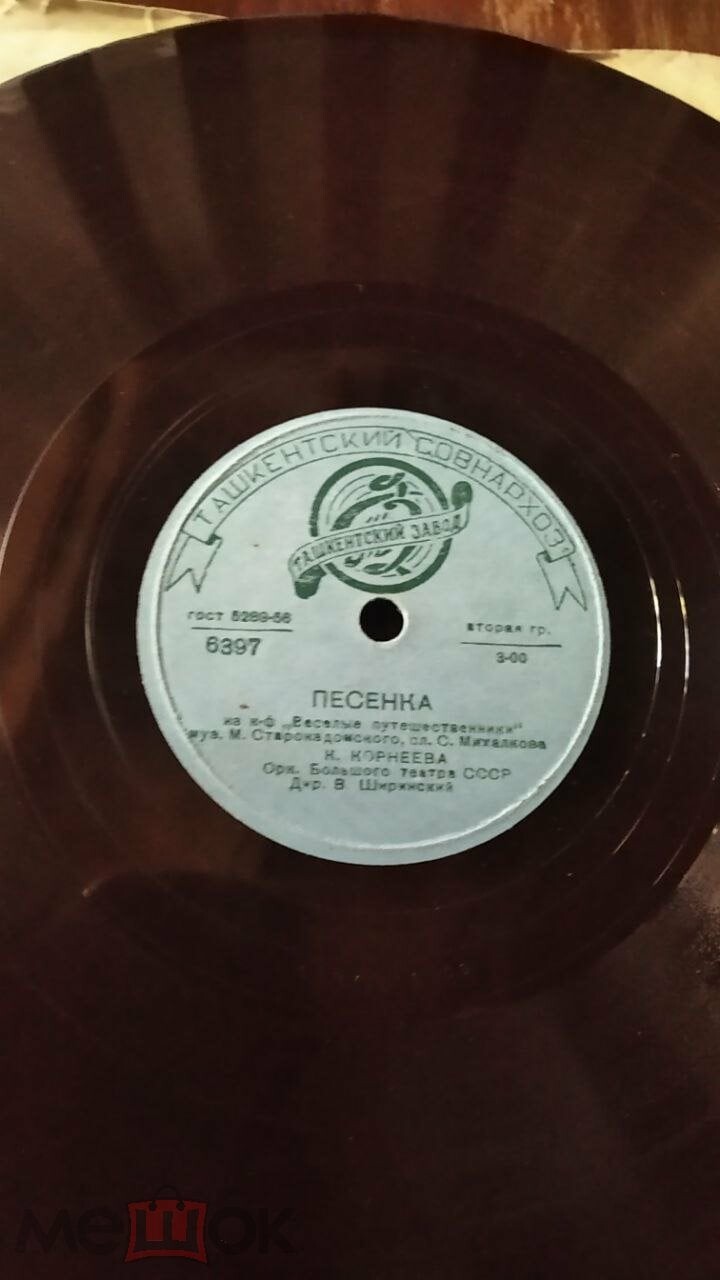 ТАШКЕНТСКИЙ СОВНАРХОЗ
ТАШКЕНТСКИЙ ЗАВОД
гост 5289-56
6397
вторая гр.
3-00
ПЕСЕНКА
из к-ф „Веселые путешественники"
муз. М. Старокадомского, сл. С. Михалкова
К. КОРНЕЕВА
Орк. Большого театра СССР
Дир. В. Ширинский
мешок